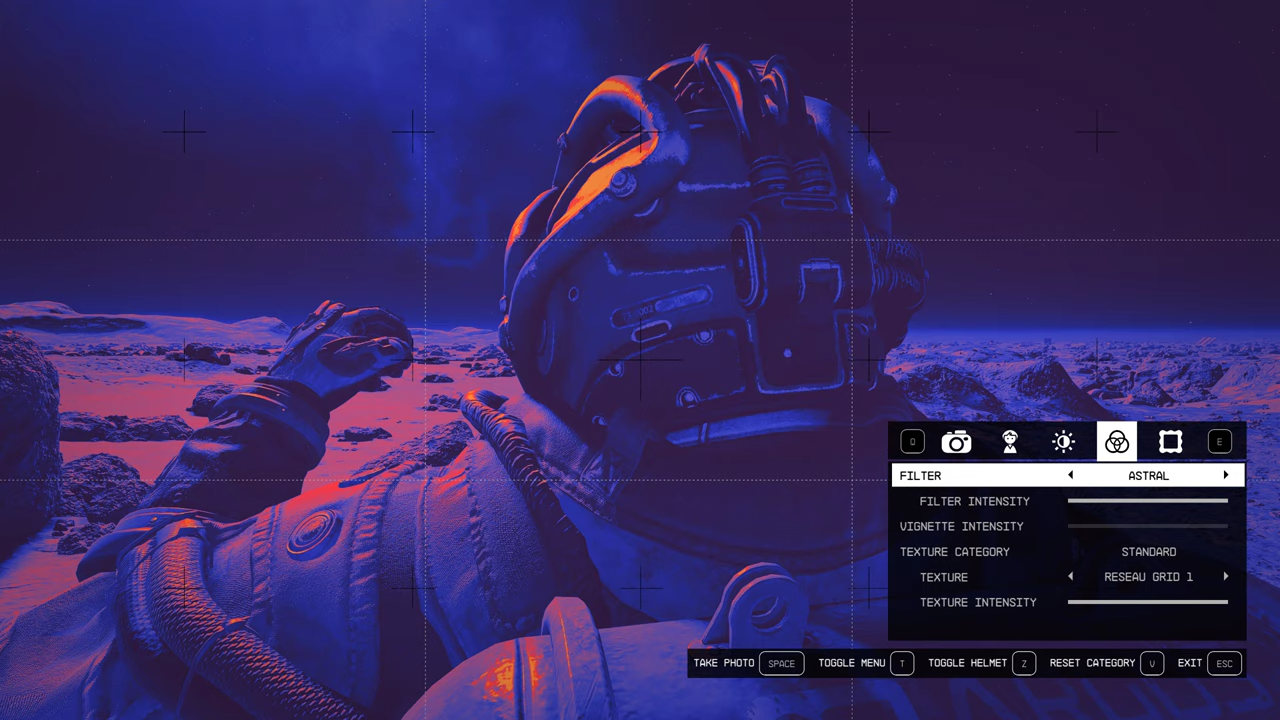 Q E
FILTER ASTRAL
FILTER INTENSITY
VIGNETTE INTENSITY
TEXTURE CATEGORY STANDARD
TEXTURE RESEAU GRID 1
TEXTURE INTENSITY
TAKE PHOTO SPACE TOGGLE MENU T TOGGLE HELMET Z RESET CATEGORY V EXIT ESC